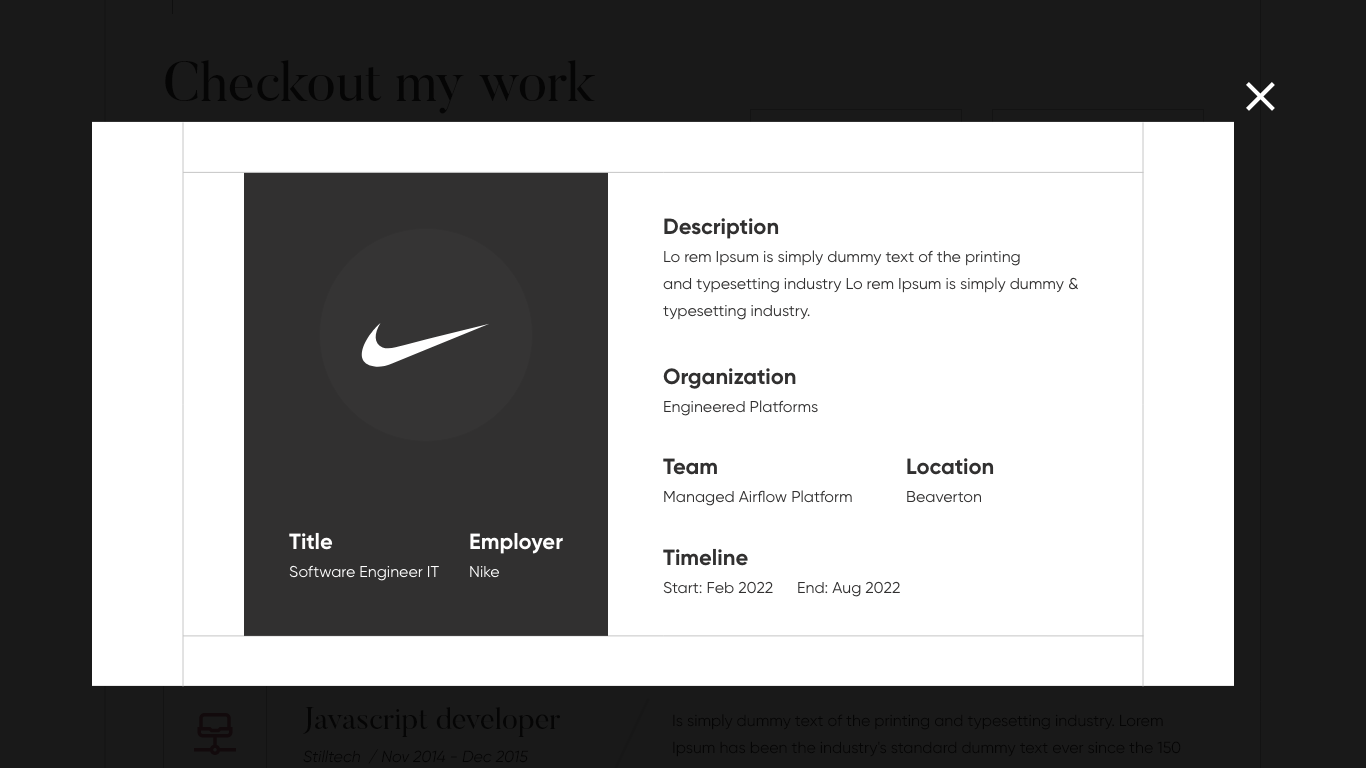 Checkout my work
Description
Lo rem Ipsum is simply dummy text of the printing
and typesetting industry Lo rem Ipsum is simply dummy &
typesetting industry.
Organization
Engineered Platforms
Team
Managed Airflow Platform
Location
Beaverton
Title
Software Engineer IT
Employer
Nike
Timeline
Start: Feb 2022 End: Aug 2022
Javascript developer
Stilltech / Nov 2014 - Dec 2015
Is simply dummy text of the printing and typesetting industry. Lorem
Ipsum has been the industry's standard dummy text ever since the 150